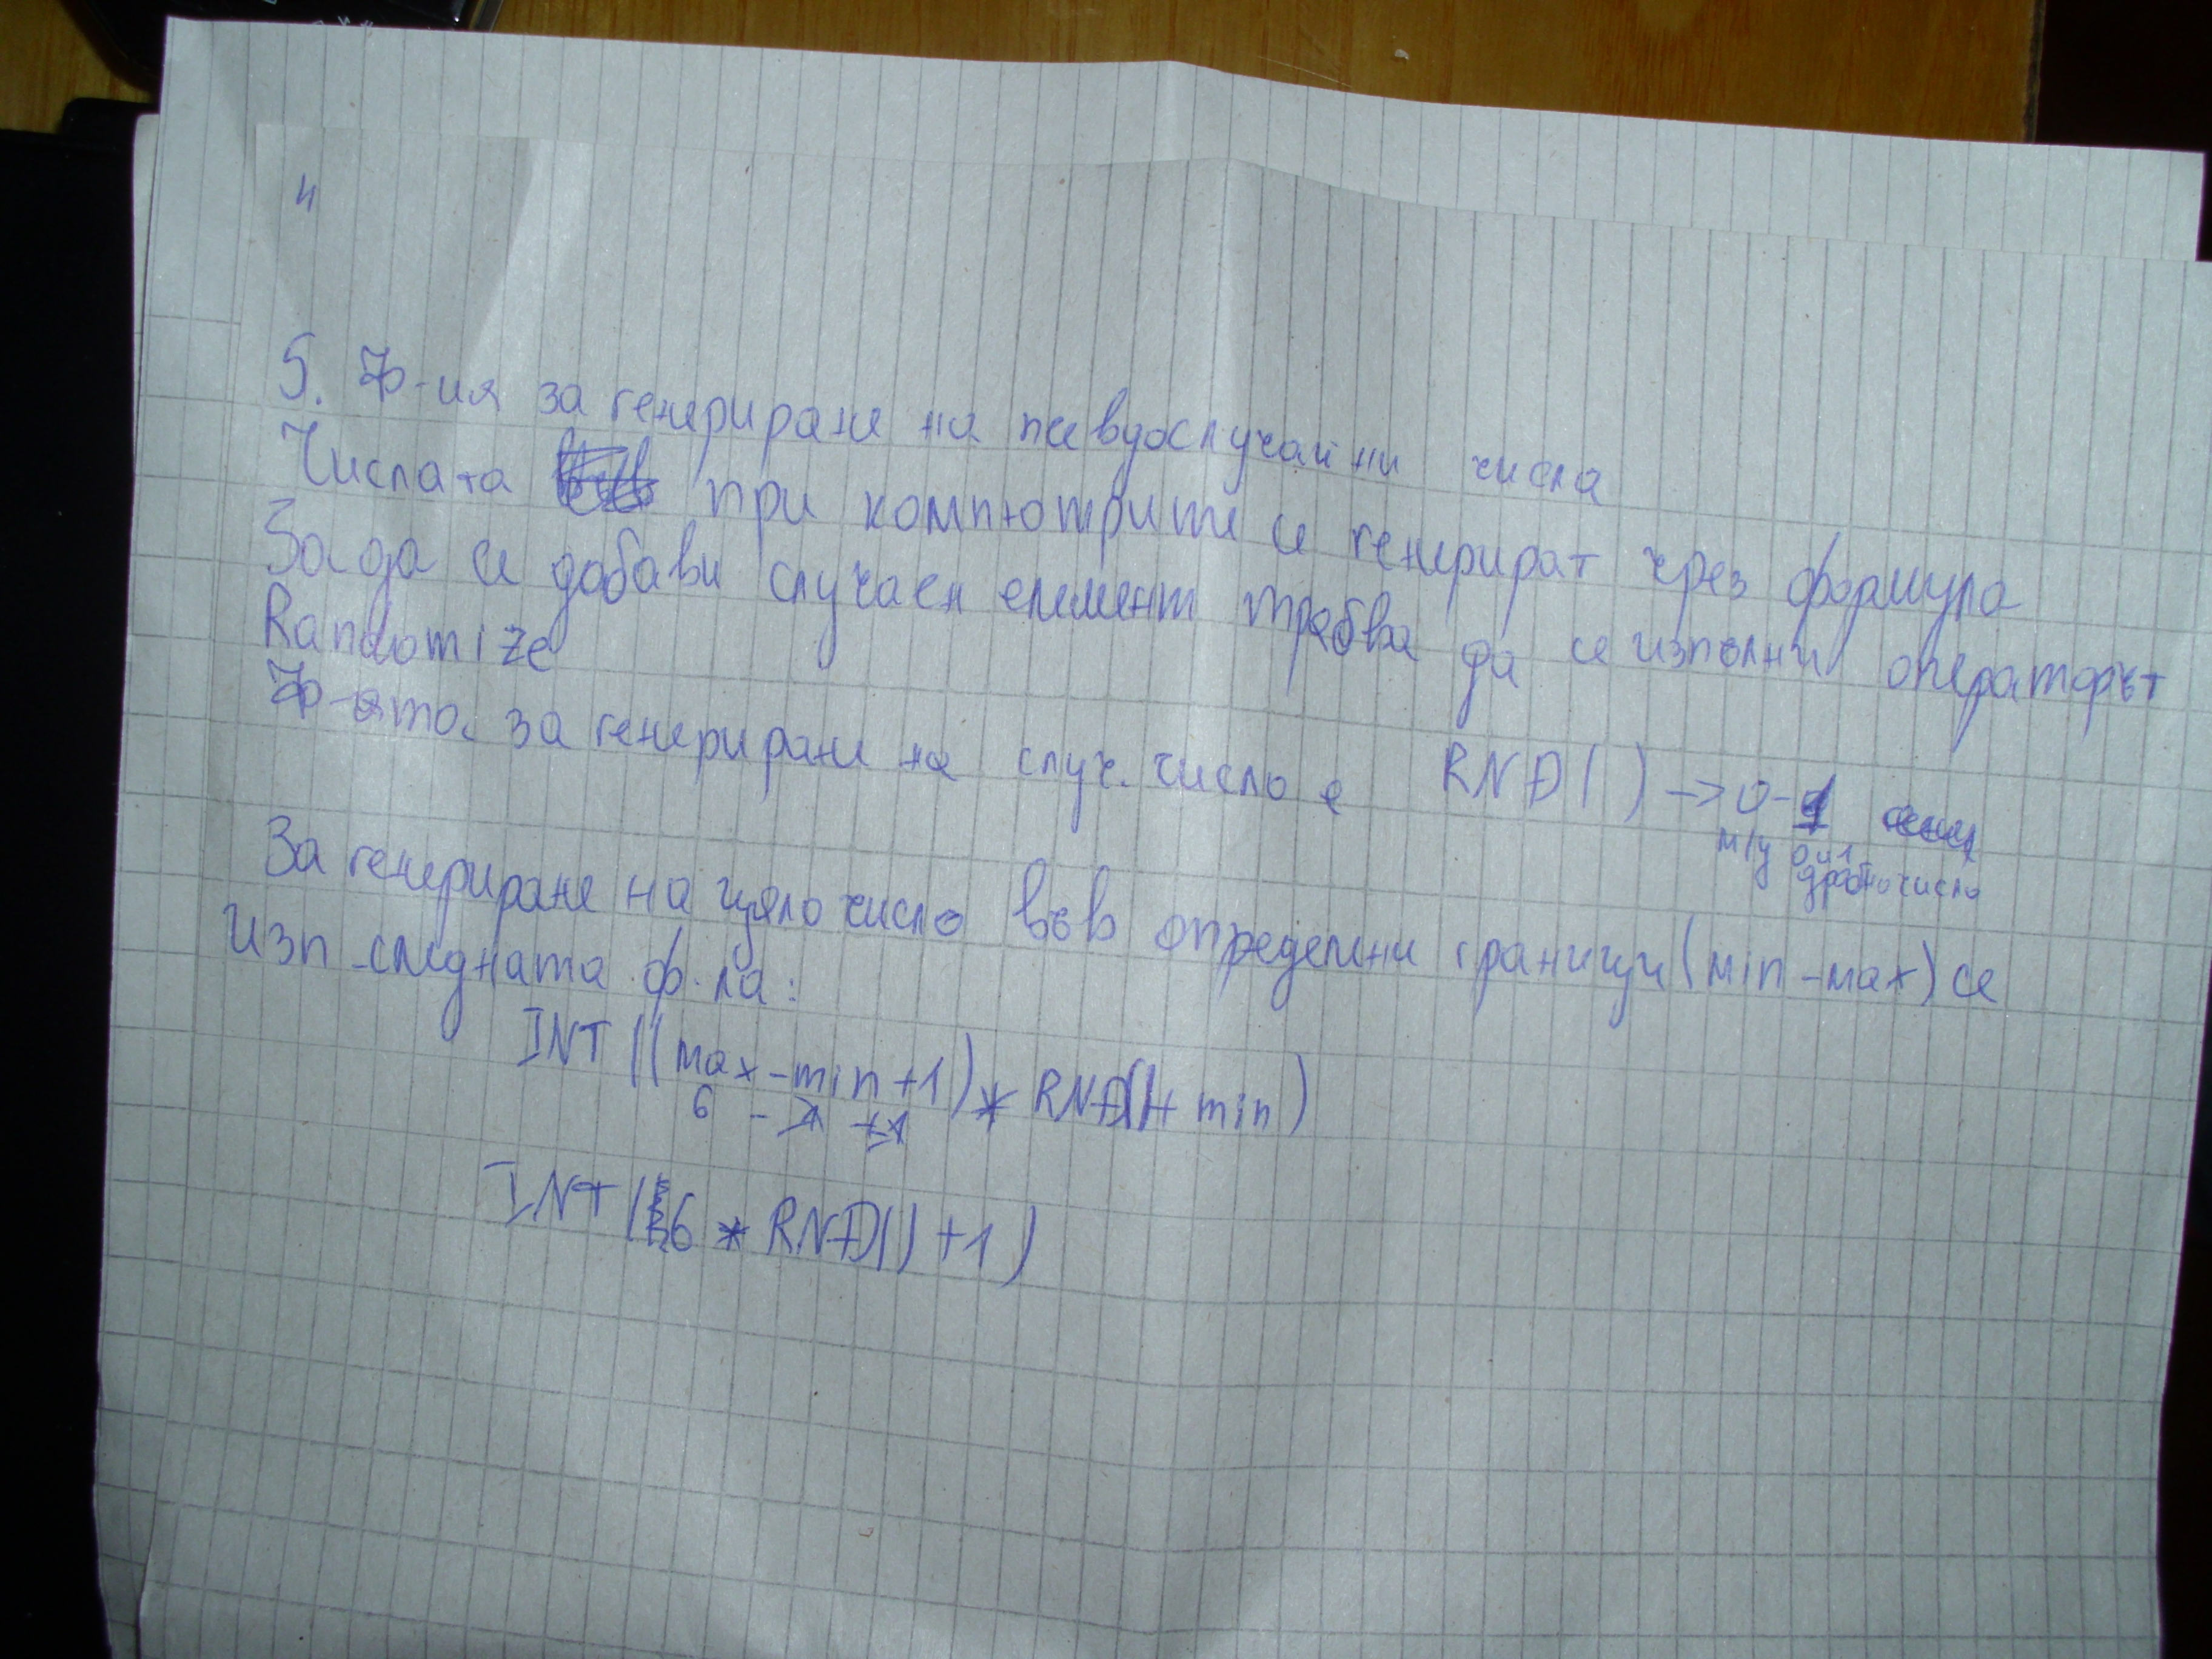 4
5. Ф-ия за генериране на псевдослучайни числа
Числата при компютрите се генерират чрез формула
За да се добави случаен елемент трябва да се изпълни операторът
Randomize
Ф-ята за генериране на случ. число е RND() -> 0-1
м/у 0 и 1
дробно число
За генериране на цяло число във определени граници (min-max) се
изп следната ф-ла:
INT((max-min+1)* RND()+ min)
6 -1 +1
INT(6 * RND()+1)